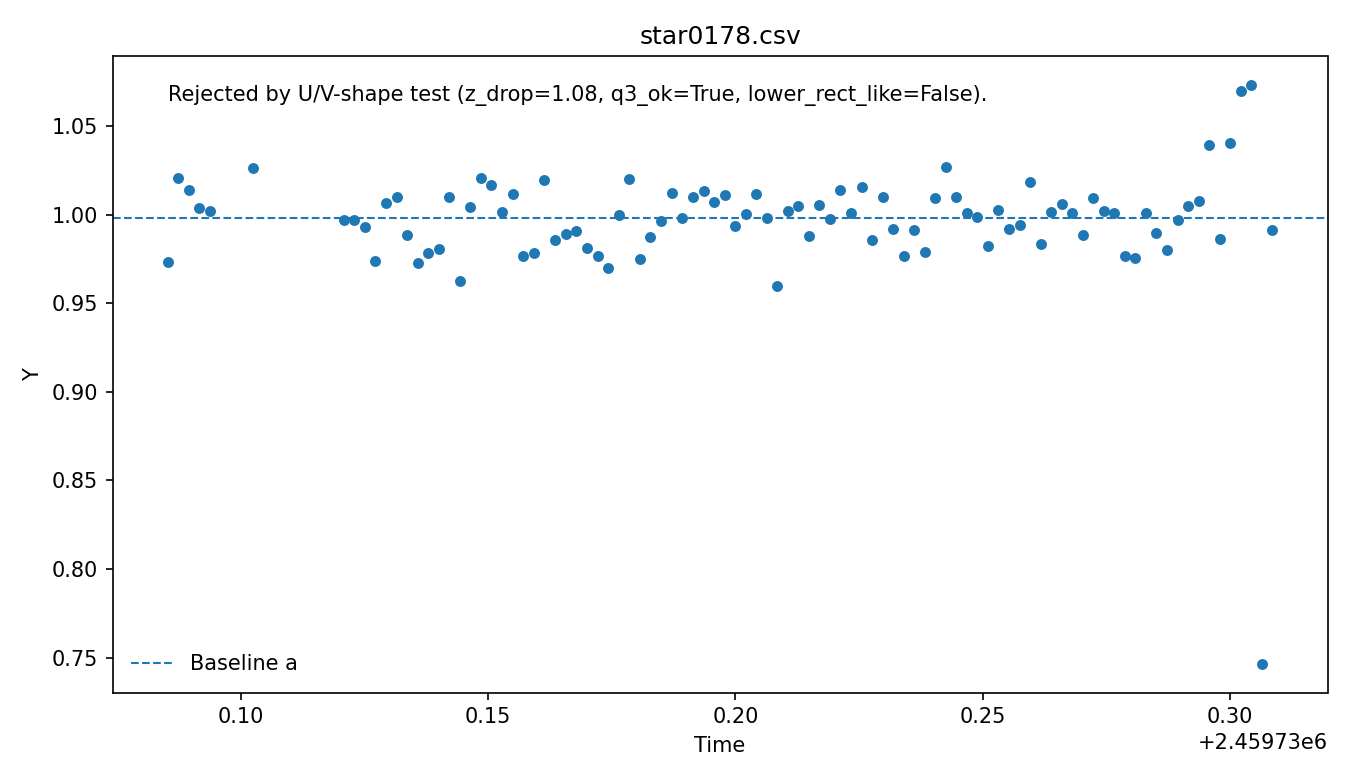 star0178.csv
Rejected by U/V-shape test (z_drop=1.08, q3_ok=True, lower_rect_like=False).
Y
1.05
1.00
0.95
0.90
0.85
0.80
0.75
Baseline a
0.10 0.15 0.20 0.25 0.30
Time
+2.45973e6